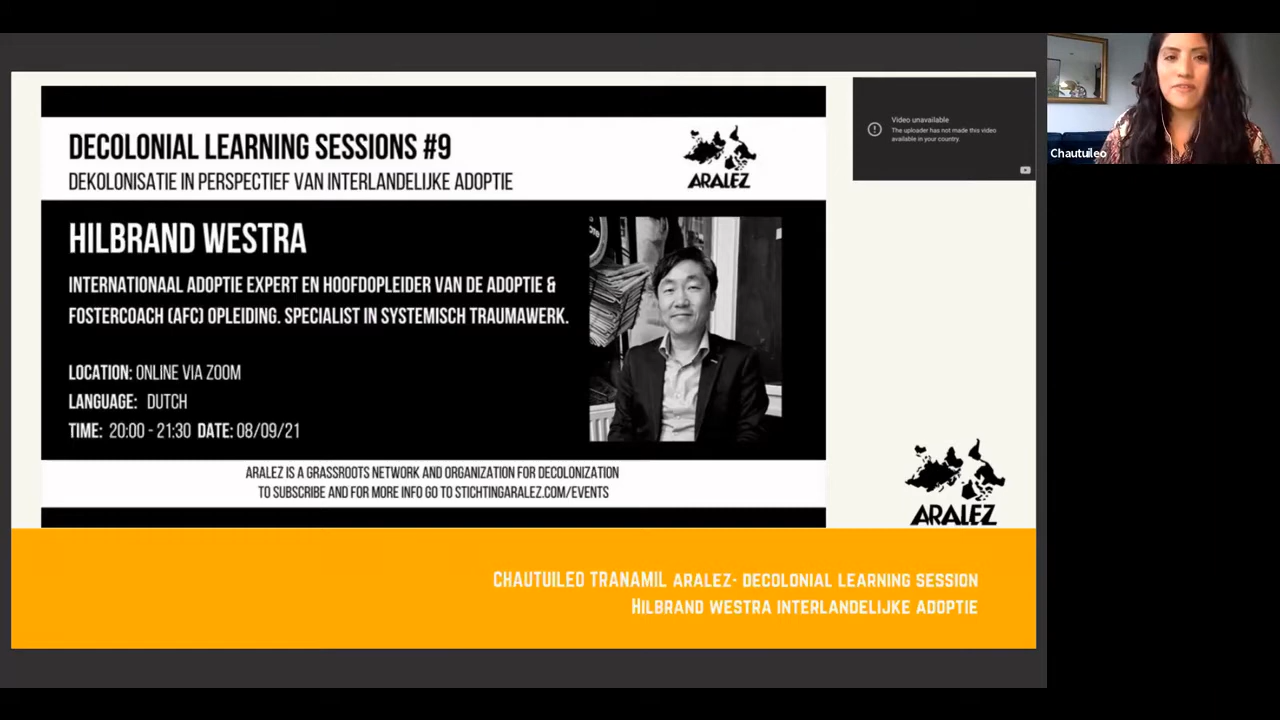 DECOLONIAL LEARNING SESSIONS #9
DEKOLONISATIE IN PERSPECTIEF VAN INTERLANDELIJKE ADOPTIE
ARALEZ
HILBRAND WESTRA
INTERNATIONAAL ADOPTIE EXPERT EN HOOFDOPLEIDER VAN DE ADOPTIE &
FOSTERCOACH (AFC) OPLEIDING. SPECIALIST IN SYSTEMISCH TRAUMAWERK.
LOCATION: ONLINE VIA ZOOM
LANGUAGE: DUTCH
TIME: 20:00 - 21:30 DATE: 08/09/21
ARALEZ IS A GRASSROOTS NETWORK AND ORGANIZATION FOR DECOLONIZATION
TO SUBSCRIBE AND FOR MORE INFO GO TO STICHTINGARALEZ.COM/EVENTS
Video unavailable
The uploader has not made this video
available in your country.
Chautuileo
ARALEZ
CHAUTUILEO TRANAMIL ARALEZ- DECOLONIAL LEARNING SESSION
HILBRAND WESTRA INTERLANDELIJKE ADOPTIE